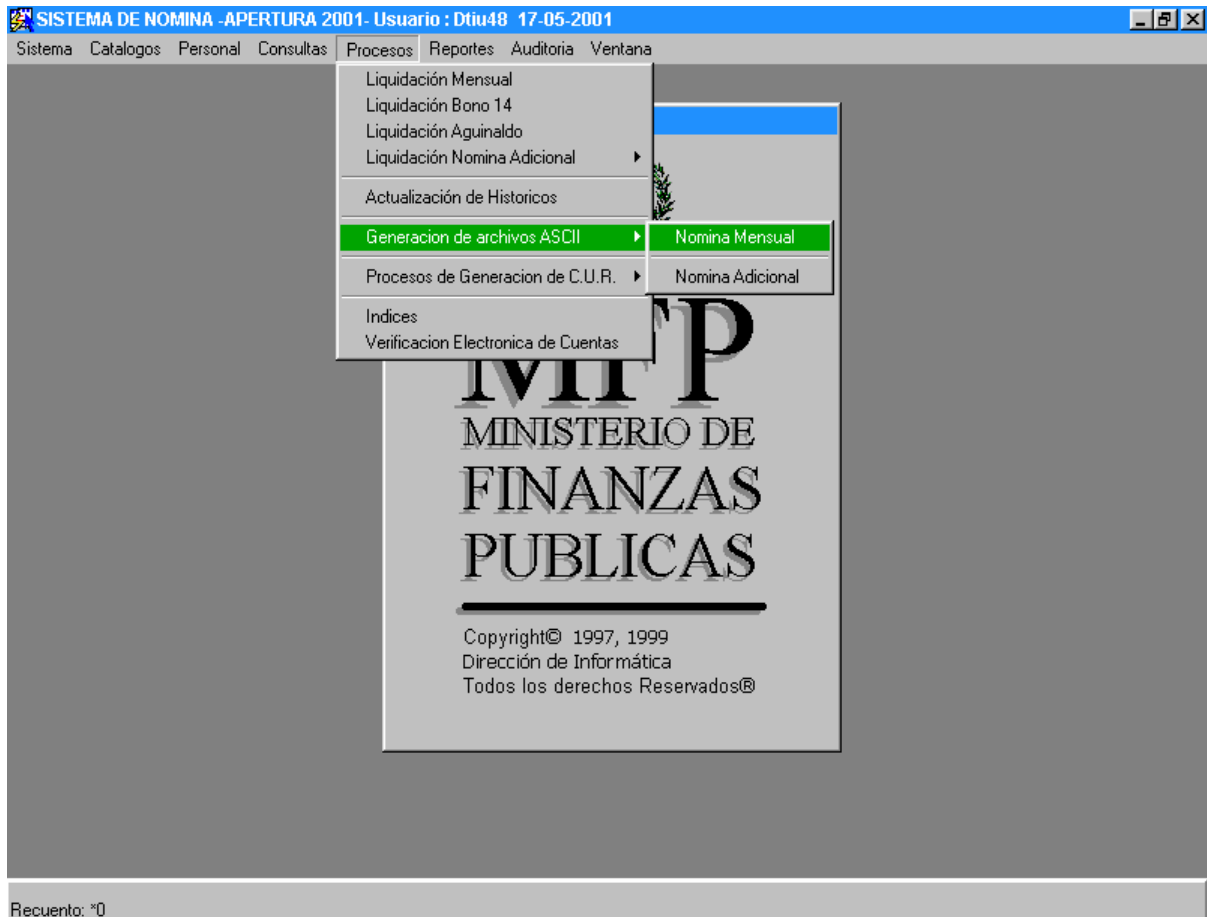 SISTEMA DE NOMINA -APERTURA 2001- Usuario : Dtiu48 17-05-2001
Sistema Catalogos Personal Consultas Procesos Reportes Auditoria Ventana
Liquidación Mensual
Liquidación Bono 14
Liquidación Aguinaldo
Liquidación Nomina Adicional
Actualización de Historicos
Generacion de archivos ASCII
Nomina Mensual
Procesos de Generacion de C.U.R.
Nomina Adicional
Indices
Verificacion Electronica de Cuentas
MFP
MINISTERIO DE
FINANZAS
PUBLICAS
Copyright© 1997, 1999
Dirección de Informática
Todos los derechos Reservados®
Recuento: *0